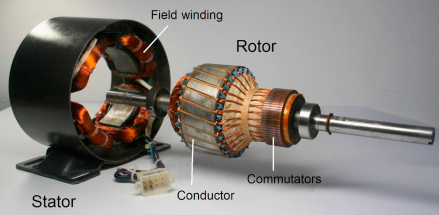 Field winding
Rotor
Conductor
Commutators
Stator